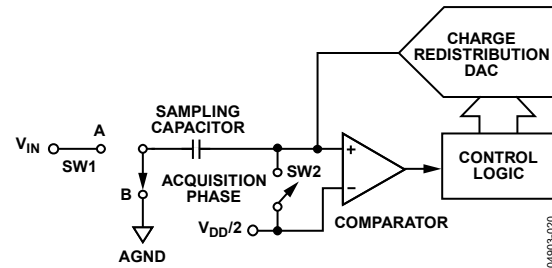 CHARGE
REDISTRIBUTION
DAC
SAMPLING
CAPACITOR
A
VIN
SW1
+
SW2
CONTROL
LOGIC
B
ACQUISITION
PHASE
–
COMPARATOR
VDD/2
AGND
04903-020